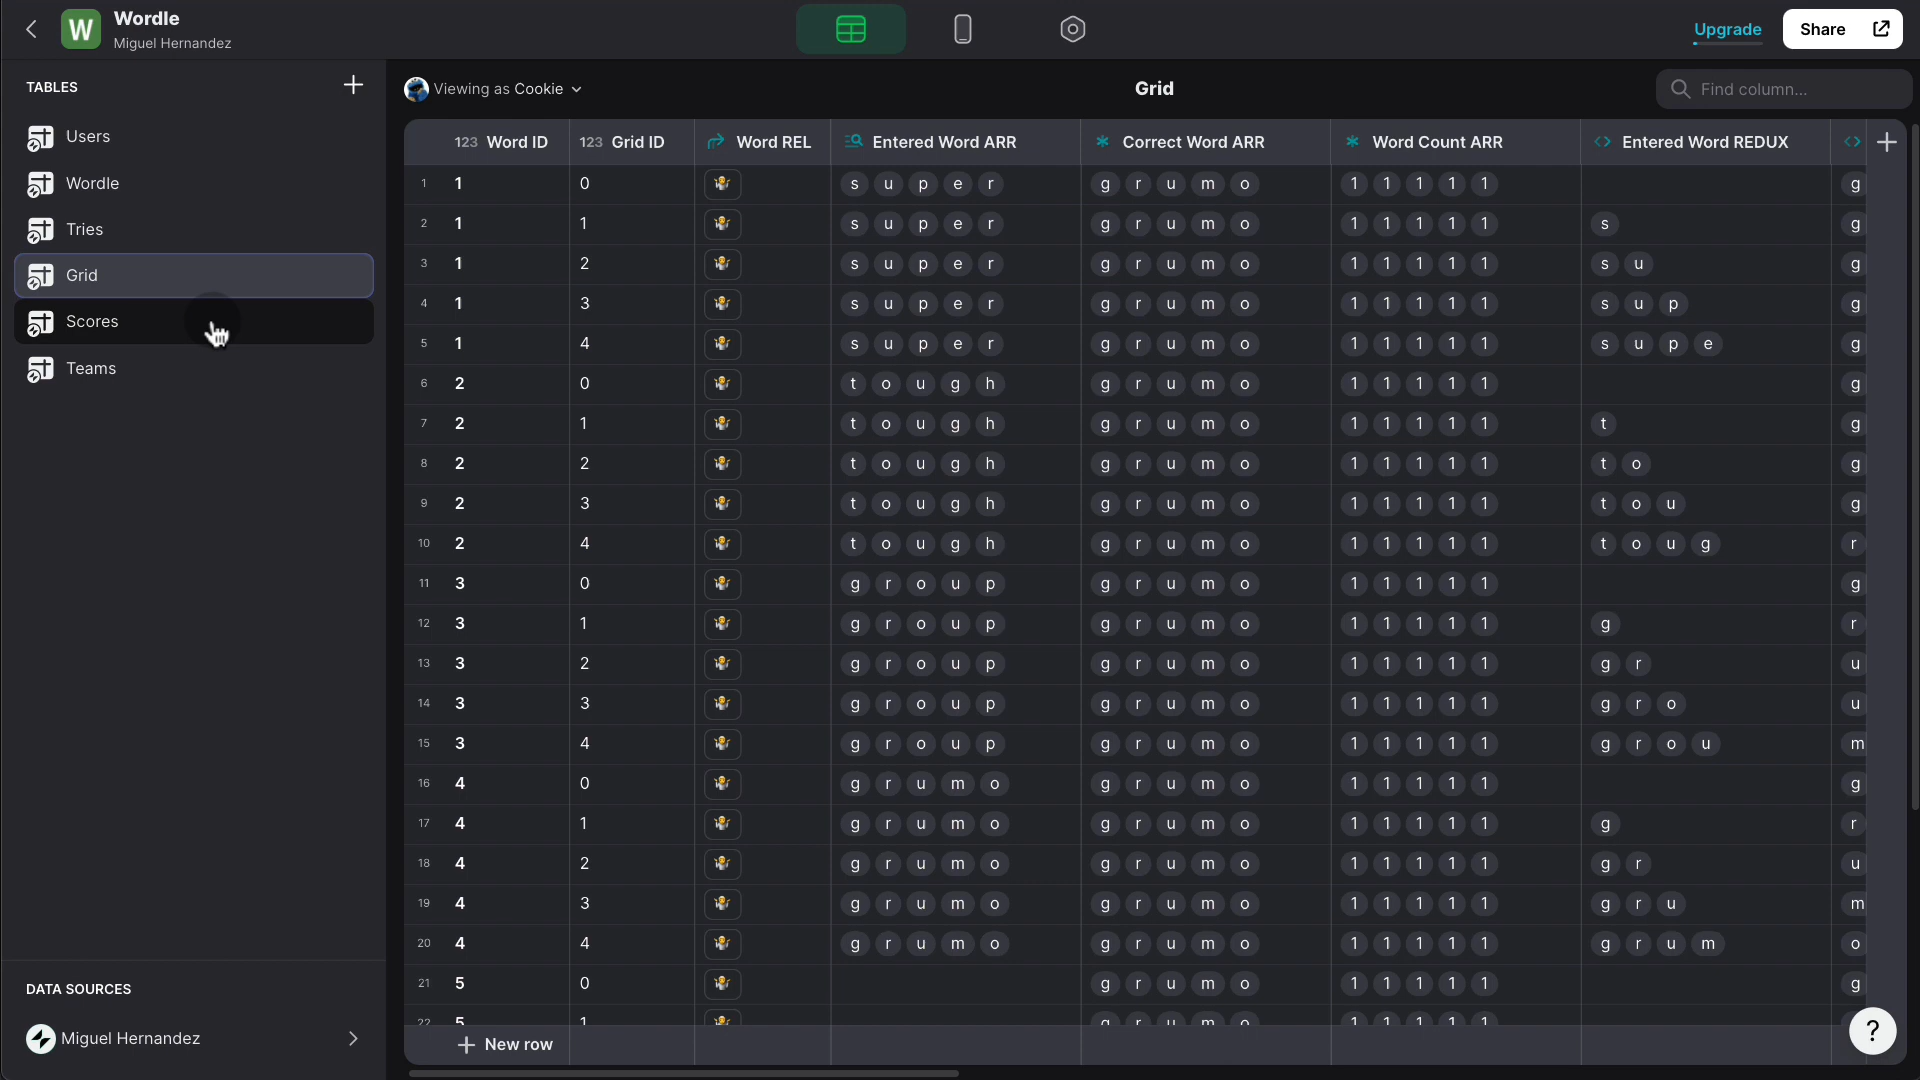 W Wordle
Miguel Hernandez
Upgrade
Share
TABLES
Users
Wordle
Tries
Grid
Scores
Teams
DATA SOURCES
Miguel Hernandez
Viewing as Cookie
Grid
Find column...
123 Word ID 123 Grid ID Word REL Entered Word ARR Correct Word ARR Word Count ARR Entered Word REDUX
1 1 0 s u p e r g r u m o 1 1 1 1 1 g
2 1 1 s u p e r g r u m o 1 1 1 1 1 s g
3 1 2 s u p e r g r u m o 1 1 1 1 1 s u g
4 1 3 s u p e r g r u m o 1 1 1 1 1 s u p g
5 1 4 s u p e r g r u m o 1 1 1 1 1 s u p e g
6 2 0 t o u g h g r u m o 1 1 1 1 1 g
7 2 1 t o u g h g r u m o 1 1 1 1 1 t g
8 2 2 t o u g h g r u m o 1 1 1 1 1 t o g
9 2 3 t o u g h g r u m o 1 1 1 1 1 t o u g
10 2 4 t o u g h g r u m o 1 1 1 1 1 t o u g r
11 3 0 g r o u p g r u m o 1 1 1 1 1 g
12 3 1 g r o u p g r u m o 1 1 1 1 1 g r
13 3 2 g r o u p g r u m o 1 1 1 1 1 g r u
14 3 3 g r o u p g r u m o 1 1 1 1 1 g r o u
15 3 4 g r o u p g r u m o 1 1 1 1 1 g r o u m
16 4 0 g r u m o g r u m o 1 1 1 1 1 g
17 4 1 g r u m o g r u m o 1 1 1 1 1 g r
18 4 2 g r u m o g r u m o 1 1 1 1 1 g r u
19 4 3 g r u m o g r u m o 1 1 1 1 1 g r u m
20 4 4 g r u m o g r u m o 1 1 1 1 1 g r u m o
21 5 0 g r u m o 1 1 1 1 1 g
22 5 1 g r u m o 1 1 1 1 1
New row
?